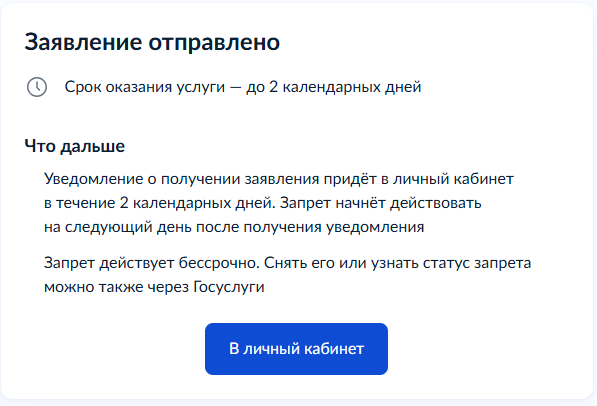 Заявление отправлено
Срок оказания услуги — до 2 календарных дней
Что дальше
Уведомление о получении заявления придёт в личный кабинет
в течение 2 календарных дней. Запрет начнёт действовать
на следующий день после получения уведомления
Запрет действует бессрочно. Снять его или узнать статус запрета
можно также через Госуслуги
В личный кабинет